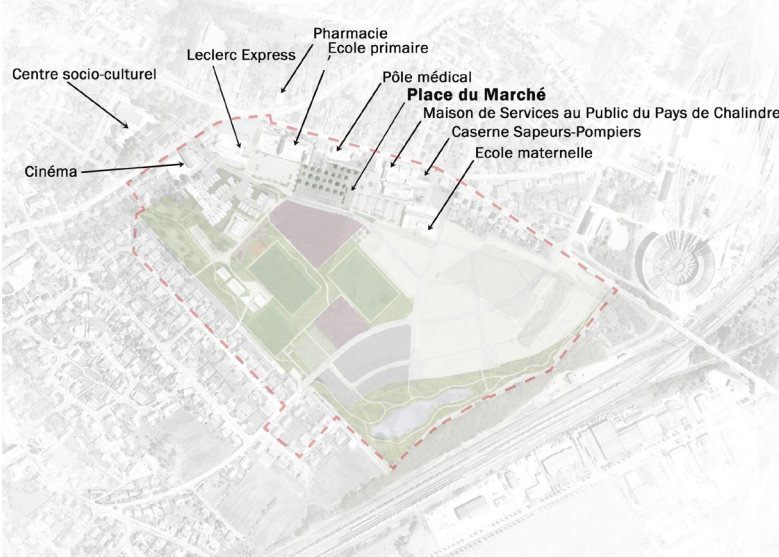 Pharmacie
Ecole primaire
Leclerc Express
Centre socio-culturel
Pôle médical
Place du Marché
Maison de Services au Public du Pays de Chalindre
Caserne Sapeurs-Pompiers
Ecole maternelle
Cinéma